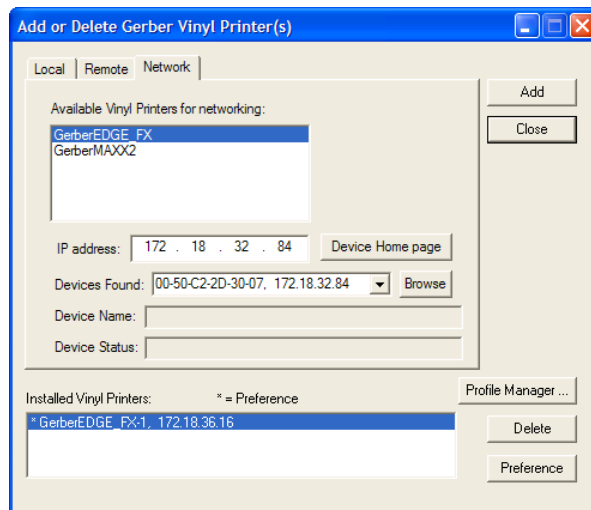 Add or Delete Gerber Vinyl Printer(s)
Local Remote Network
Add
Close
Available Vinyl Printers for networking:
GerberEDGE_FX
GerberMAXX2
IP address: 172 . 18 . 32 . 84 Device Home page
Devices Found: 00-50-C2-2D-30-07, 172.18.32.84 Browse
Device Name:
Device Status:
Installed Vinyl Printers: * = Preference
Profile Manager ...
* GerberEDGE_FX-1, 172.18.36.16
Delete
Preference